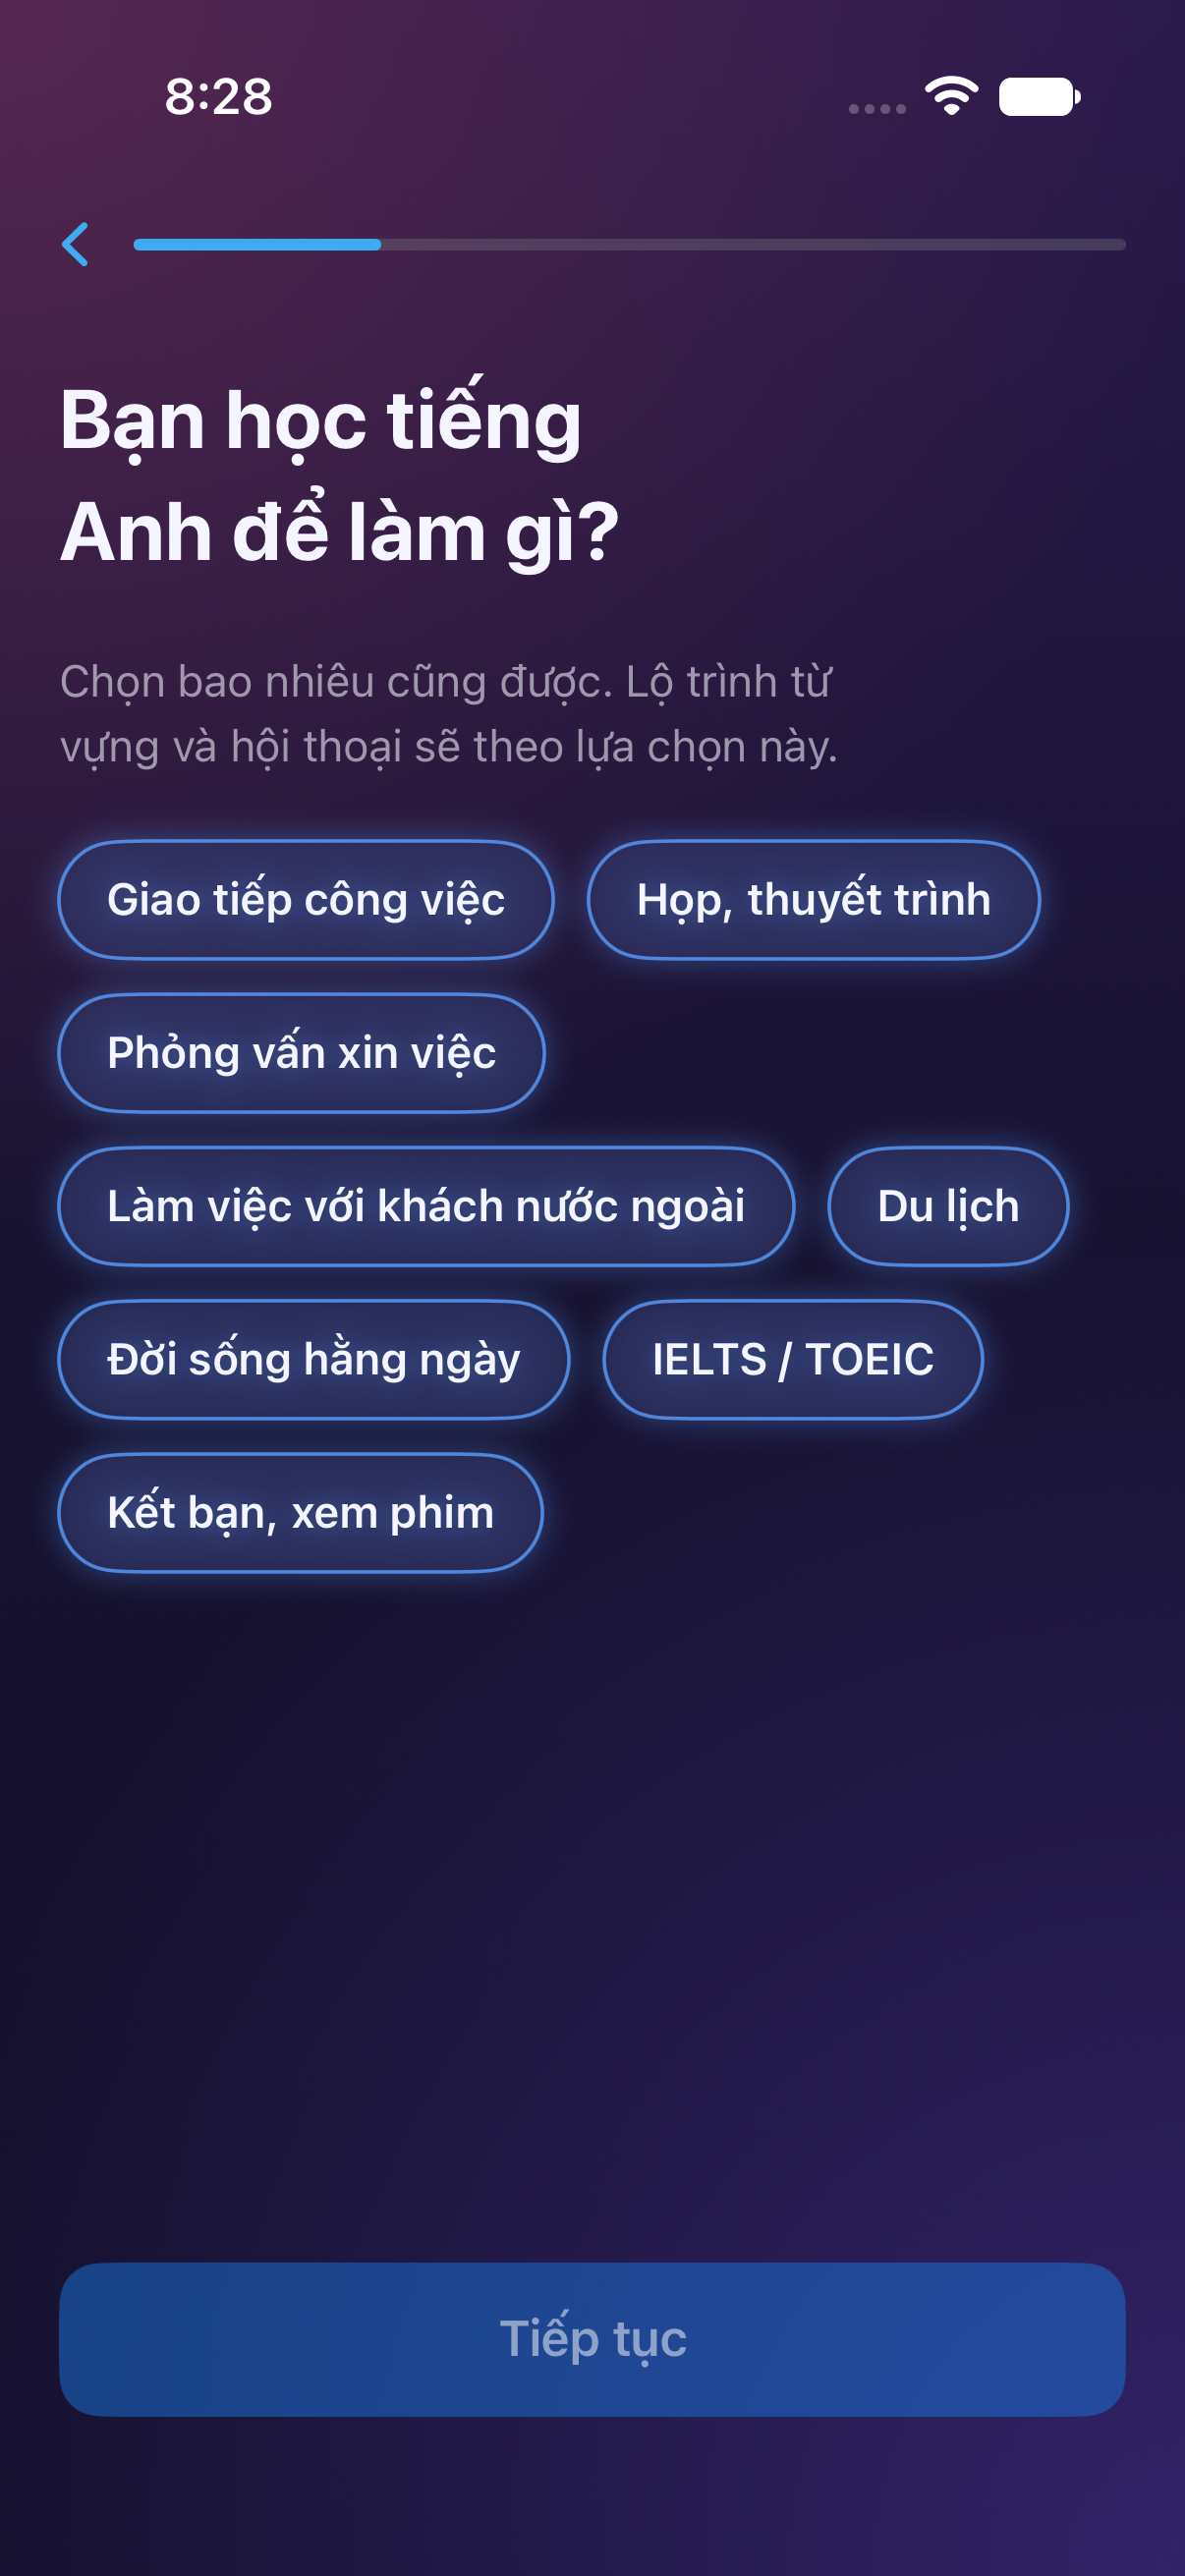 8:28
Bạn học tiếng
Anh để làm gì?
Chọn bao nhiêu cũng được. Lộ trình từ
vựng và hội thoại sẽ theo lựa chọn này.
Giao tiếp công việc
Họp, thuyết trình
Phỏng vấn xin việc
Làm việc với khách nước ngoài
Du lịch
Đời sống hằng ngày
IELTS / TOEIC
Kết bạn, xem phim
Tiếp tục